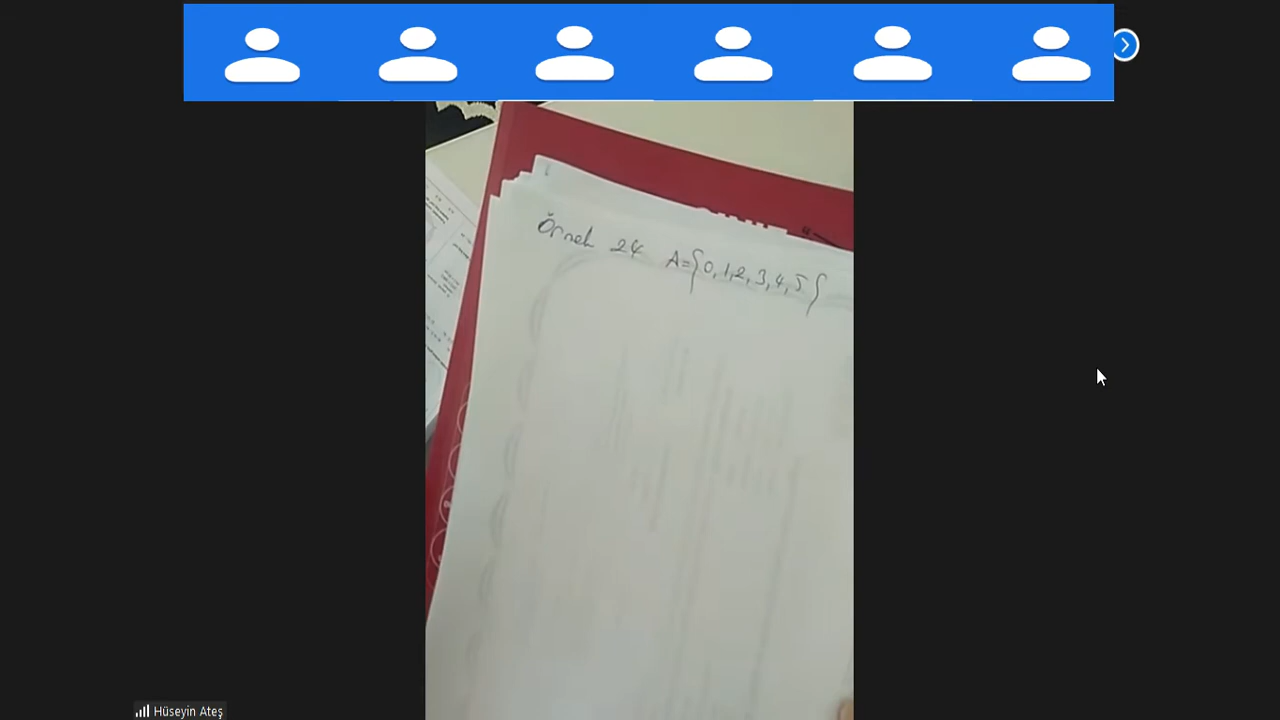 Örnek 24 A={0,1,2,3,4,5}
Hüseyin Ateş